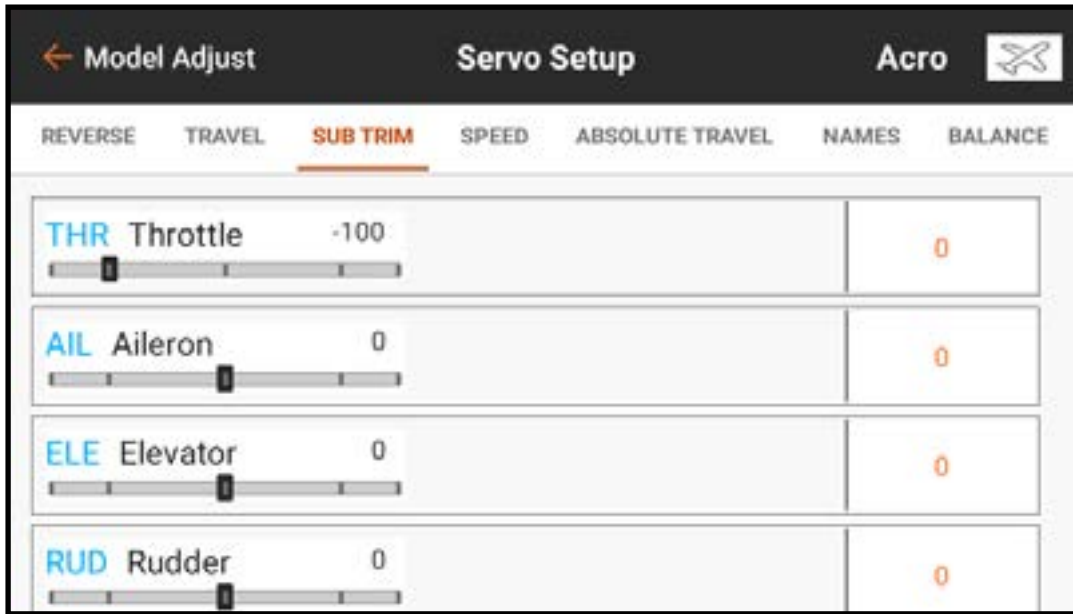 ← Model Adjust Servo Setup Acro
REVERSE TRAVEL SUB TRIM SPEED ABSOLUTE TRAVEL NAMES BALANCE
THR Throttle -100 0
AIL Aileron 0 0
ELE Elevator 0 0
RUD Rudder 0 0